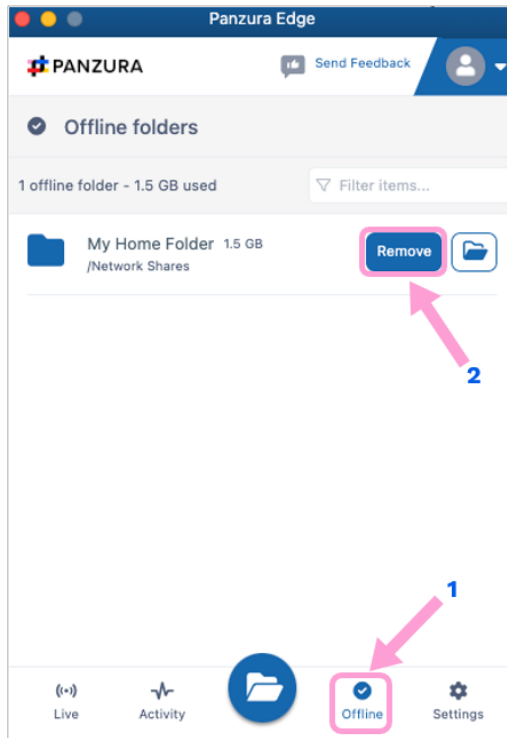 Panzura Edge
PANZURA
Send Feedback
Offline folders
1 offline folder - 1.5 GB used
Filter items...
My Home Folder 1.5 GB
/Network Shares
Remove
2
1
Live
Activity
Offline
Settings